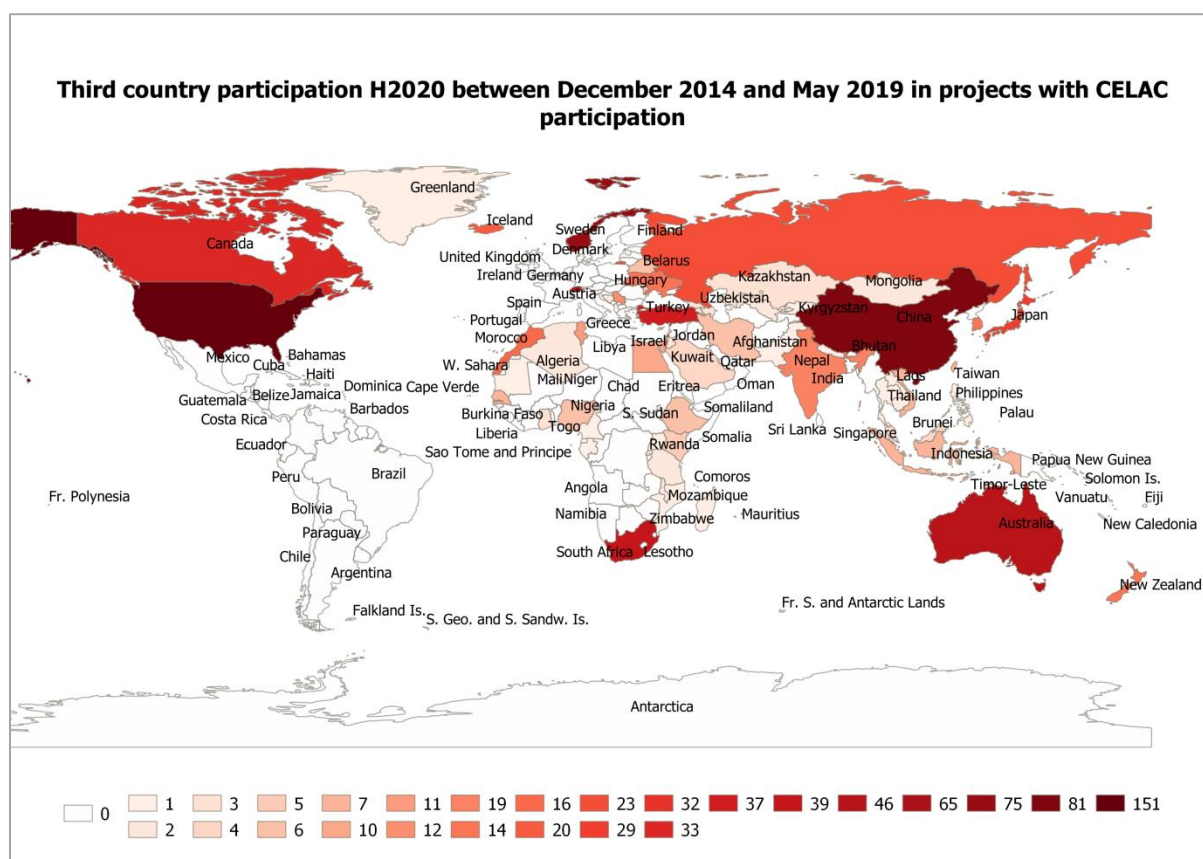 Third country participation H2020 between December 2014 and May 2019 in projects with CELAC
participation
Greenland
Iceland
Sweden
Finland
Canada
Denmark
United Kingdom
Belarus
Ireland Germany
Hungary
Kazakhstan
Mongolia
Austria
Uzbekistan
Spain
Turkey
Kyrgyzstan
China
Japan
Portugal
Greece
Morocco
Israel
Jordan
Afghanistan
Bhutan
Mexico
Bahamas
Libya
Algeria
Kuwait
Qatar
Nepal
Cuba
W. Sahara
Haiti
Mali
Niger
Chad
Eritrea
Oman
India
Laos
Taiwan
Dominica
Cape Verde
Guatemala
Belize
Jamaica
Thailand
Philippines
Barbados
Burkina Faso
Nigeria
S. Sudan
Somaliland
Palau
Costa Rica
Liberia
Togo
Somalia
Sri Lanka
Singapore
Brunei
Ecuador
Sao Tome and Principe
Rwanda
Indonesia
Papua New Guinea
Brazil
Comoros
Solomon Is.
Peru
Angola
Timor-Leste
Fr. Polynesia
Mozambique
Vanuatu
Fiji
Bolivia
Namibia
Zimbabwe
Mauritius
New Caledonia
Australia
Paraguay
Chile
South Africa
Lesotho
Argentina
New Zealand
Falkland Is.
S. Geo. and S. Sandw. Is.
Fr. S. and Antarctic Lands
Antarctica
0
1 3 5 7 11 19 16 23 32 37 39 46 65 75 81 151
2 4 6 10 12 14 20 29 33